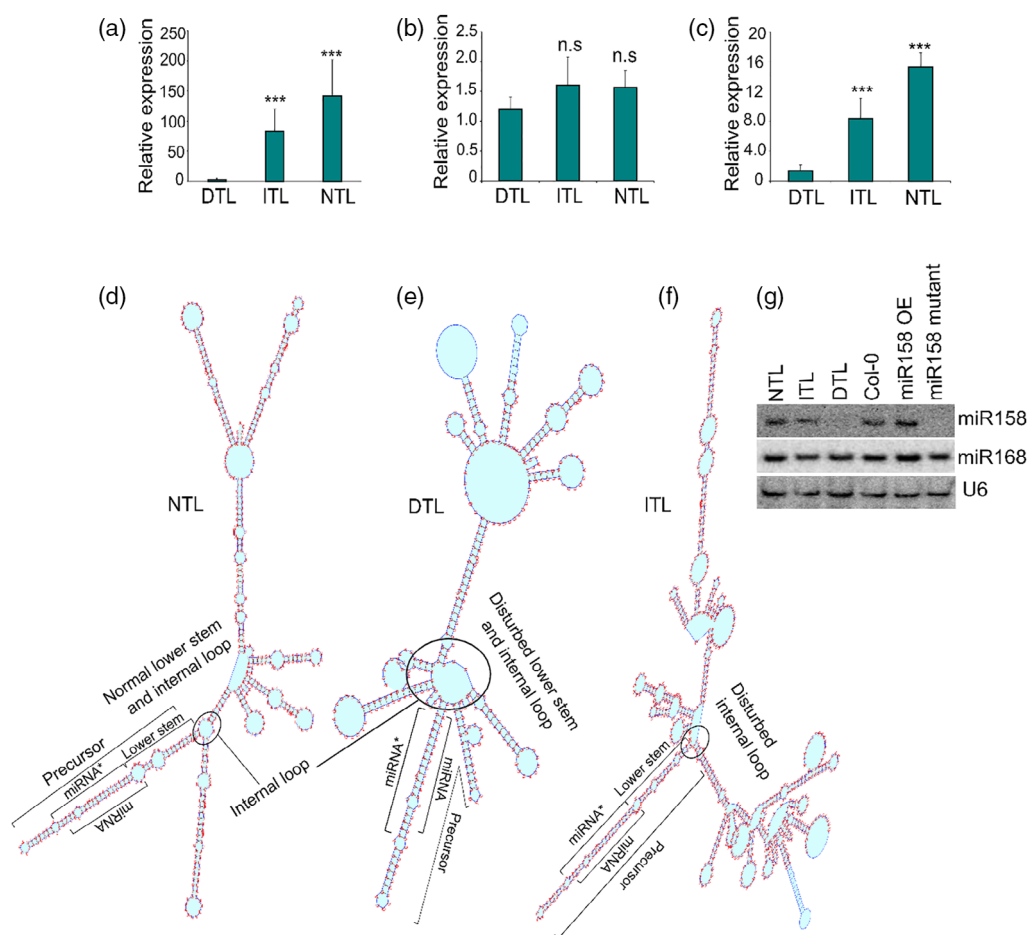 (a)
Relative expression
250
200
150
100
50
0
***
***
DTL ITL NTL
(b)
Relative expression
2.5
2.0
1.5
1.0
0.5
0
n.s
n.s
DTL ITL NTL
(c)
Relative expression
20
16
12
8.0
4.0
0
***
***
DTL ITL NTL
(d)
NTL
Normal lower stem
and internal loop
Precursor
miRNA* Lower stem
miRNA
Internal loop
(e)
DTL
Disturbed lower stem
and internal loop
miRNA*
miRNA
Precursor
(f)
ITL
Disturbed
internal loop
miRNA* Lower stem
miRNA
Precursor
(g)
NTL
ITL
DTL
Col-0
miR158 OE
miR158 mutant
miR158
miR168
U6